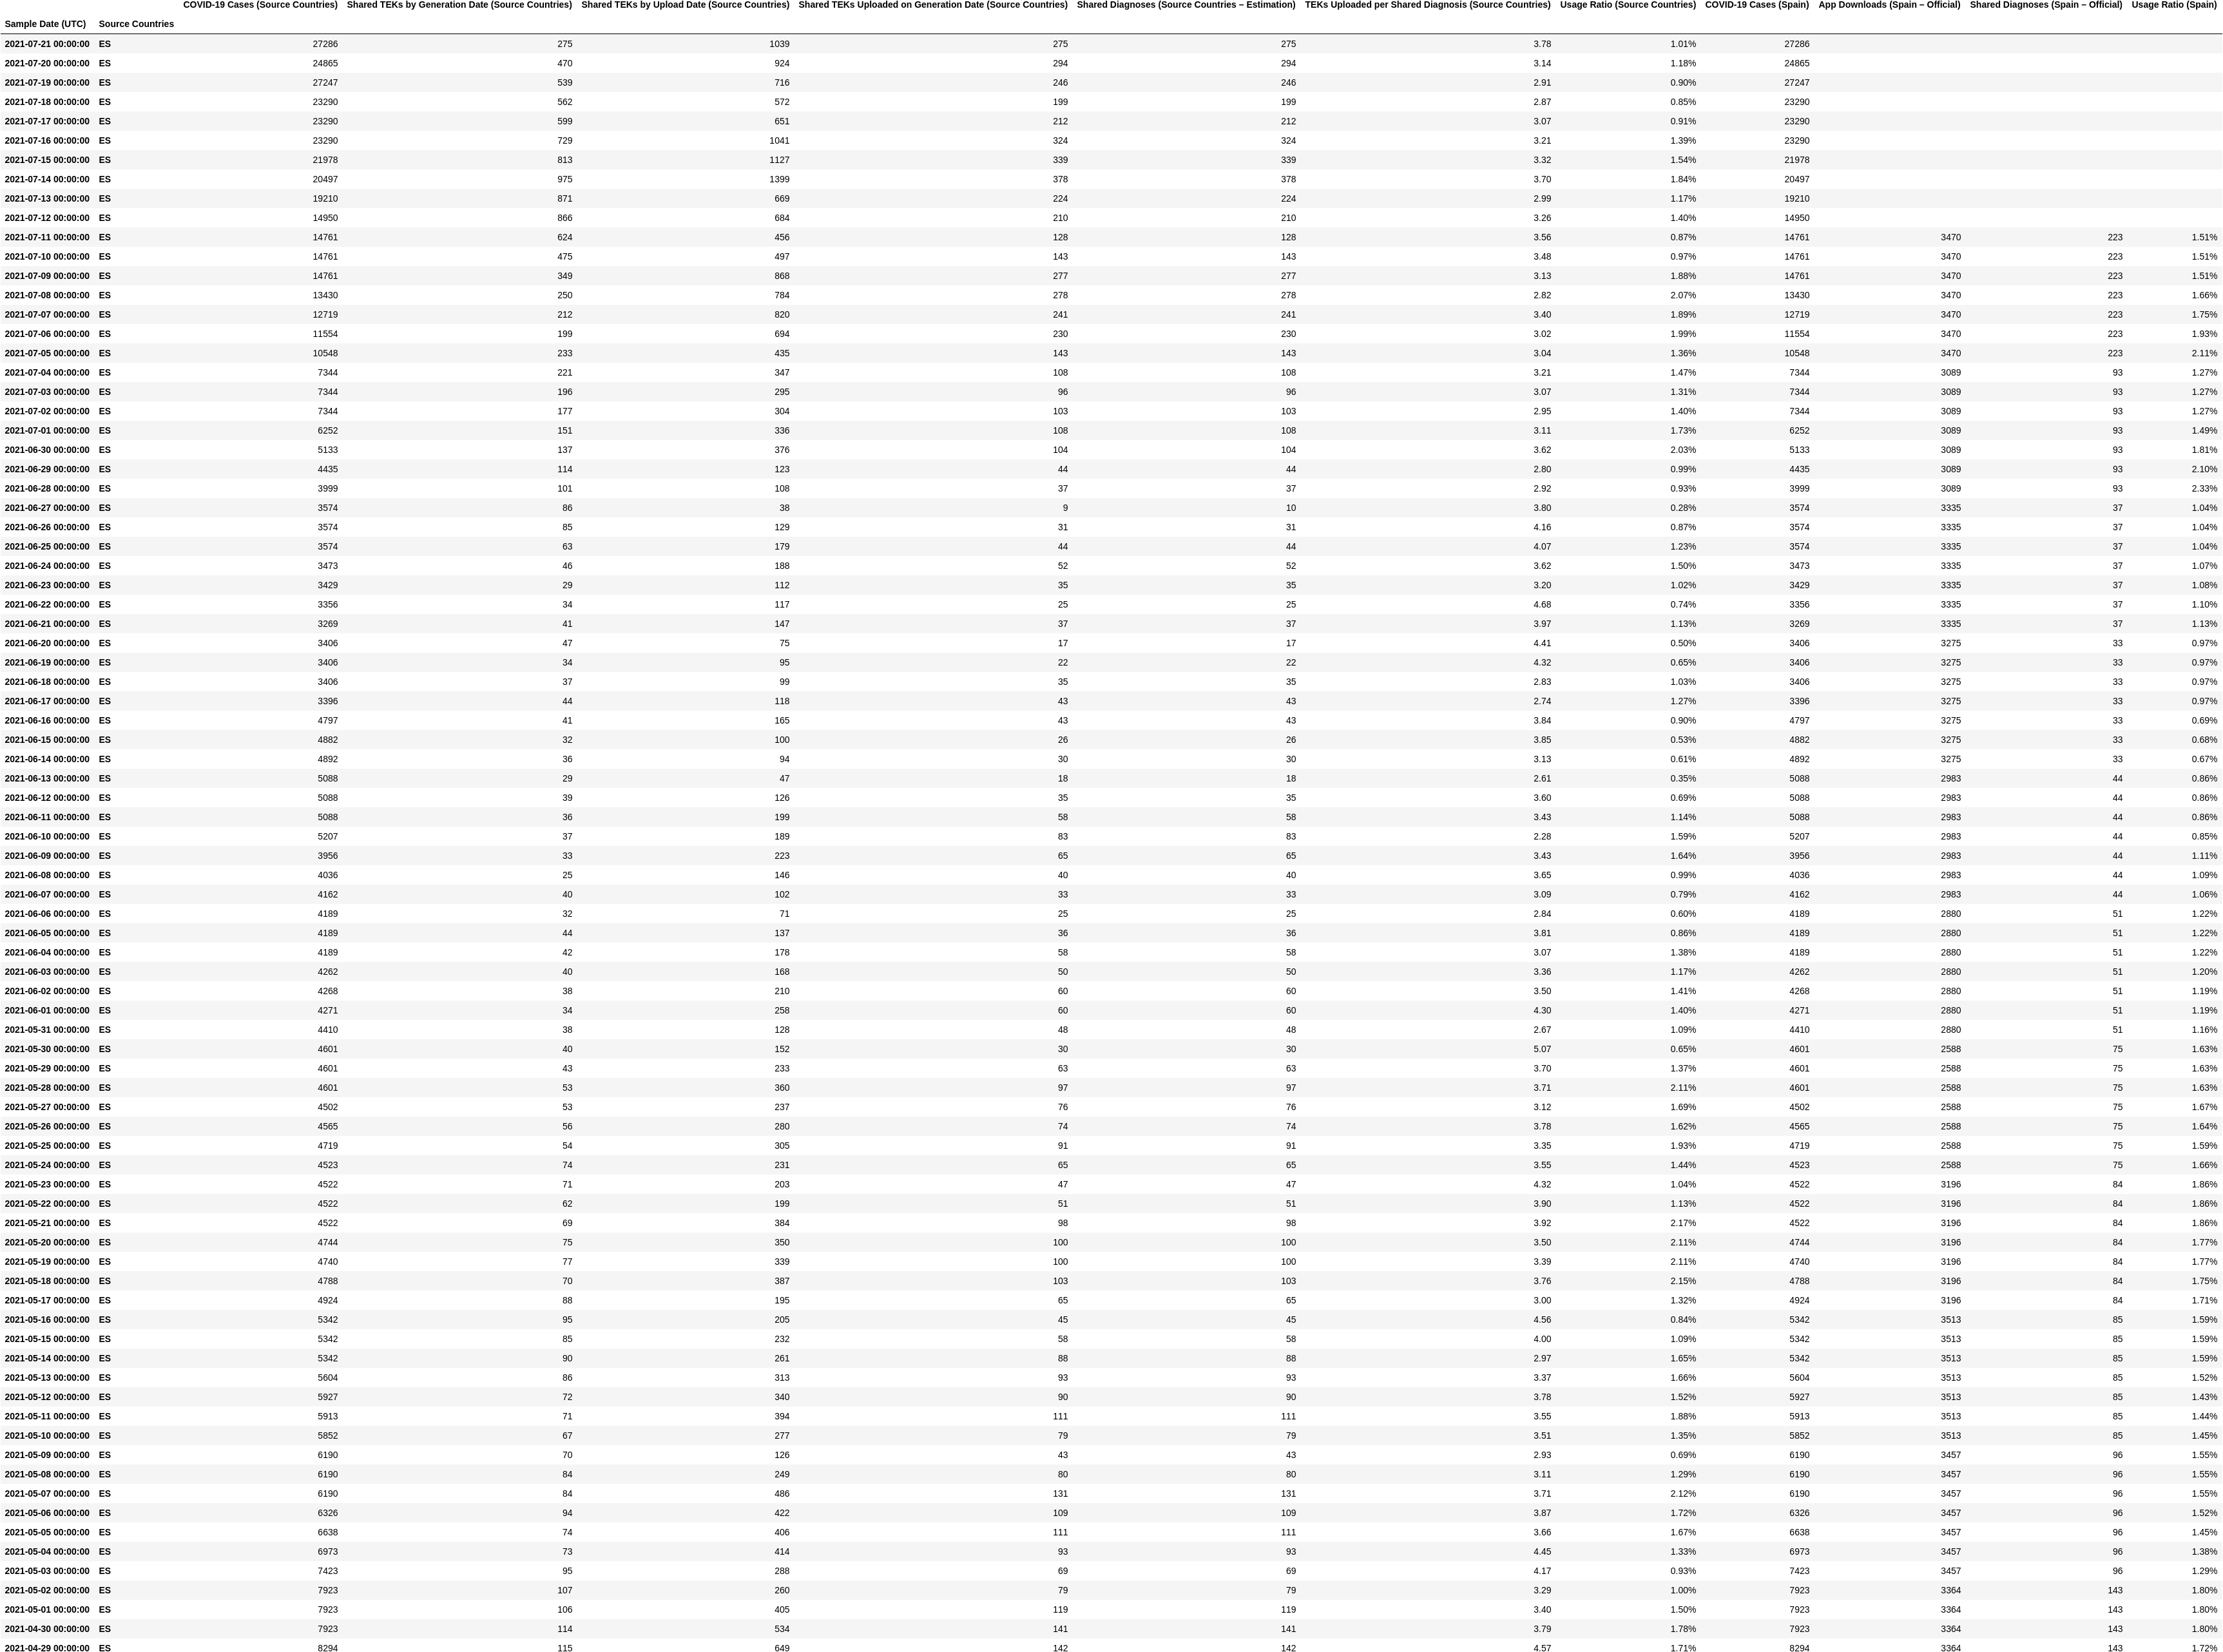 COVID-19 Cases (Source Countries) Shared TEKs by Generation Date (Source Countries) Shared TEKs by Upload Date (Source Countries) Shared TEKs Uploaded on Generation Date (Source Countries) Shared Diagnoses (Source Countries – Estimation) TEKs Uploaded per Shared Diagnosis (Source Countries) Usage Ratio (Source Countries) COVID-19 Cases (Spain) App Downloads (Spain – Official) Shared Diagnoses (Spain – Official) Usage Ratio (Spain)
Sample Date (UTC) Source Countries
2021-07-21 00:00:00 ES 27286 275 1039 275 275 3.78 1.01% 27286
2021-07-20 00:00:00 ES 24865 470 924 294 294 3.14 1.18% 24865
2021-07-19 00:00:00 ES 27247 539 716 246 246 2.91 0.90% 27247
2021-07-18 00:00:00 ES 23290 562 572 199 199 2.87 0.85% 23290
2021-07-17 00:00:00 ES 23290 599 651 212 212 3.07 0.91% 23290
2021-07-16 00:00:00 ES 23290 729 1041 324 324 3.21 1.39% 23290
2021-07-15 00:00:00 ES 21978 813 1127 339 339 3.32 1.54% 21978
2021-07-14 00:00:00 ES 20497 975 1399 378 378 3.70 1.84% 20497
2021-07-13 00:00:00 ES 19210 871 669 224 224 2.99 1.17% 19210
2021-07-12 00:00:00 ES 14950 866 684 210 210 3.26 1.40% 14950
2021-07-11 00:00:00 ES 14761 624 456 128 128 3.56 0.87% 14761 3470 223 1.51%
2021-07-10 00:00:00 ES 14761 475 497 143 143 3.48 0.97% 14761 3470 223 1.51%
2021-07-09 00:00:00 ES 14761 349 868 277 277 3.13 1.88% 14761 3470 223 1.51%
2021-07-08 00:00:00 ES 13430 250 784 278 278 2.82 2.07% 13430 3470 223 1.66%
2021-07-07 00:00:00 ES 12719 212 820 241 241 3.40 1.89% 12719 3470 223 1.75%
2021-07-06 00:00:00 ES 11554 199 694 230 230 3.02 1.99% 11554 3470 223 1.93%
2021-07-05 00:00:00 ES 10548 233 435 143 143 3.04 1.36% 10548 3470 223 2.11%
2021-07-04 00:00:00 ES 7344 221 347 108 108 3.21 1.47% 7344 3089 93 1.27%
2021-07-03 00:00:00 ES 7344 196 295 96 96 3.07 1.31% 7344 3089 93 1.27%
2021-07-02 00:00:00 ES 7344 177 304 103 103 2.95 1.40% 7344 3089 93 1.27%
2021-07-01 00:00:00 ES 6252 151 336 108 108 3.11 1.73% 6252 3089 93 1.49%
2021-06-30 00:00:00 ES 5133 137 376 104 104 3.62 2.03% 5133 3089 93 1.81%
2021-06-29 00:00:00 ES 4435 114 123 44 44 2.80 0.99% 4435 3089 93 2.10%
2021-06-28 00:00:00 ES 3999 101 108 37 37 2.92 0.93% 3999 3089 93 2.33%
2021-06-27 00:00:00 ES 3574 86 38 9 10 3.80 0.28% 3574 3335 37 1.04%
2021-06-26 00:00:00 ES 3574 85 129 31 31 4.16 0.87% 3574 3335 37 1.04%
2021-06-25 00:00:00 ES 3574 63 179 44 44 4.07 1.23% 3574 3335 37 1.04%
2021-06-24 00:00:00 ES 3473 46 188 52 52 3.62 1.50% 3473 3335 37 1.07%
2021-06-23 00:00:00 ES 3429 29 112 35 35 3.20 1.02% 3429 3335 37 1.08%
2021-06-22 00:00:00 ES 3356 34 117 25 25 4.68 0.74% 3356 3335 37 1.10%
2021-06-21 00:00:00 ES 3269 41 147 37 37 3.97 1.13% 3269 3335 37 1.13%
2021-06-20 00:00:00 ES 3406 47 75 17 17 4.41 0.50% 3406 3275 33 0.97%
2021-06-19 00:00:00 ES 3406 34 95 22 22 4.32 0.65% 3406 3275 33 0.97%
2021-06-18 00:00:00 ES 3406 37 99 35 35 2.83 1.03% 3406 3275 33 0.97%
2021-06-17 00:00:00 ES 3396 44 118 43 43 2.74 1.27% 3396 3275 33 0.97%
2021-06-16 00:00:00 ES 4797 41 165 43 43 3.84 0.90% 4797 3275 33 0.69%
2021-06-15 00:00:00 ES 4882 32 100 26 26 3.85 0.53% 4882 3275 33 0.68%
2021-06-14 00:00:00 ES 4892 36 94 30 30 3.13 0.61% 4892 3275 33 0.67%
2021-06-13 00:00:00 ES 5088 29 47 18 18 2.61 0.35% 5088 2983 44 0.86%
2021-06-12 00:00:00 ES 5088 39 126 35 35 3.60 0.69% 5088 2983 44 0.86%
2021-06-11 00:00:00 ES 5088 36 199 58 58 3.43 1.14% 5088 2983 44 0.86%
2021-06-10 00:00:00 ES 5207 37 189 83 83 2.28 1.59% 5207 2983 44 0.85%
2021-06-09 00:00:00 ES 3956 33 223 65 65 3.43 1.64% 3956 2983 44 1.11%
2021-06-08 00:00:00 ES 4036 25 146 40 40 3.65 0.99% 4036 2983 44 1.09%
2021-06-07 00:00:00 ES 4162 40 102 33 33 3.09 0.79% 4162 2983 44 1.06%
2021-06-06 00:00:00 ES 4189 32 71 25 25 2.84 0.60% 4189 2880 51 1.22%
2021-06-05 00:00:00 ES 4189 44 137 36 36 3.81 0.86% 4189 2880 51 1.22%
2021-06-04 00:00:00 ES 4189 42 178 58 58 3.07 1.38% 4189 2880 51 1.22%
2021-06-03 00:00:00 ES 4262 40 168 50 50 3.36 1.17% 4262 2880 51 1.20%
2021-06-02 00:00:00 ES 4268 38 210 60 60 3.50 1.41% 4268 2880 51 1.19%
2021-06-01 00:00:00 ES 4271 34 258 60 60 4.30 1.40% 4271 2880 51 1.19%
2021-05-31 00:00:00 ES 4410 38 128 48 48 2.67 1.09% 4410 2880 51 1.16%
2021-05-30 00:00:00 ES 4601 40 152 30 30 5.07 0.65% 4601 2588 75 1.63%
2021-05-29 00:00:00 ES 4601 43 233 63 63 3.70 1.37% 4601 2588 75 1.63%
2021-05-28 00:00:00 ES 4601 53 360 97 97 3.71 2.11% 4601 2588 75 1.63%
2021-05-27 00:00:00 ES 4502 53 237 76 76 3.12 1.69% 4502 2588 75 1.67%
2021-05-26 00:00:00 ES 4565 56 280 74 74 3.78 1.62% 4565 2588 75 1.64%
2021-05-25 00:00:00 ES 4719 54 305 91 91 3.35 1.93% 4719 2588 75 1.59%
2021-05-24 00:00:00 ES 4523 74 231 65 65 3.55 1.44% 4523 2588 75 1.66%
2021-05-23 00:00:00 ES 4522 71 203 47 47 4.32 1.04% 4522 3196 84 1.86%
2021-05-22 00:00:00 ES 4522 62 199 51 51 3.90 1.13% 4522 3196 84 1.86%
2021-05-21 00:00:00 ES 4522 69 384 98 98 3.92 2.17% 4522 3196 84 1.86%
2021-05-20 00:00:00 ES 4744 75 350 100 100 3.50 2.11% 4744 3196 84 1.77%
2021-05-19 00:00:00 ES 4740 77 339 100 100 3.39 2.11% 4740 3196 84 1.77%
2021-05-18 00:00:00 ES 4788 70 387 103 103 3.76 2.15% 4788 3196 84 1.75%
2021-05-17 00:00:00 ES 4924 88 195 65 65 3.00 1.32% 4924 3196 84 1.71%
2021-05-16 00:00:00 ES 5342 95 205 45 45 4.56 0.84% 5342 3513 85 1.59%
2021-05-15 00:00:00 ES 5342 85 232 58 58 4.00 1.09% 5342 3513 85 1.59%
2021-05-14 00:00:00 ES 5342 90 261 88 88 2.97 1.65% 5342 3513 85 1.59%
2021-05-13 00:00:00 ES 5604 86 313 93 93 3.37 1.66% 5604 3513 85 1.52%
2021-05-12 00:00:00 ES 5927 72 340 90 90 3.78 1.52% 5927 3513 85 1.43%
2021-05-11 00:00:00 ES 5913 71 394 111 111 3.55 1.88% 5913 3513 85 1.44%
2021-05-10 00:00:00 ES 5852 67 277 79 79 3.51 1.35% 5852 3513 85 1.45%
2021-05-09 00:00:00 ES 6190 70 126 43 43 2.93 0.69% 6190 3457 96 1.55%
2021-05-08 00:00:00 ES 6190 84 249 80 80 3.11 1.29% 6190 3457 96 1.55%
2021-05-07 00:00:00 ES 6190 84 486 131 131 3.71 2.12% 6190 3457 96 1.55%
2021-05-06 00:00:00 ES 6326 94 422 109 109 3.87 1.72% 6326 3457 96 1.52%
2021-05-05 00:00:00 ES 6638 74 406 111 111 3.66 1.67% 6638 3457 96 1.45%
2021-05-04 00:00:00 ES 6973 73 414 93 93 4.45 1.33% 6973 3457 96 1.38%
2021-05-03 00:00:00 ES 7423 95 288 69 69 4.17 0.93% 7423 3457 96 1.29%
2021-05-02 00:00:00 ES 7923 107 260 79 79 3.29 1.00% 7923 3364 143 1.80%
2021-05-01 00:00:00 ES 7923 106 405 119 119 3.40 1.50% 7923 3364 143 1.80%
2021-04-30 00:00:00 ES 7923 114 534 141 141 3.79 1.78% 7923 3364 143 1.80%
2021-04-29 00:00:00 ES 8294 115 649 142 142 4.57 1.71% 8294 3364 143 1.72%